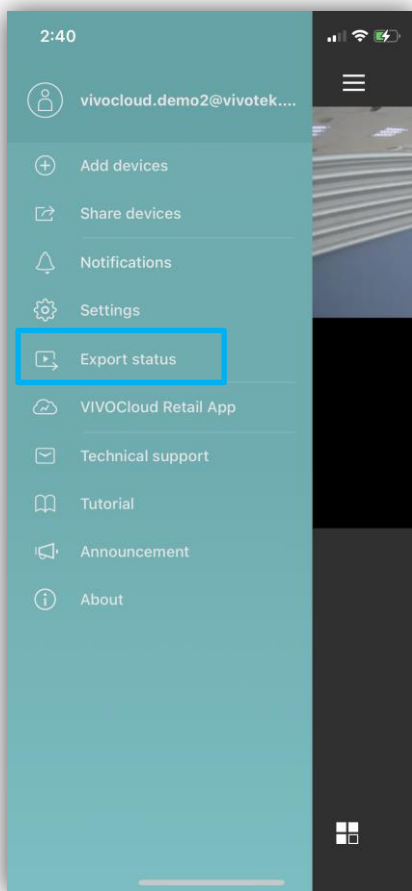 2:40
vivocloud.demo2@vivotek....
Add devices
Share devices
Notifications
Settings
Export status
VIVOCloud Retail App
Technical support
Tutorial
Announcement
About